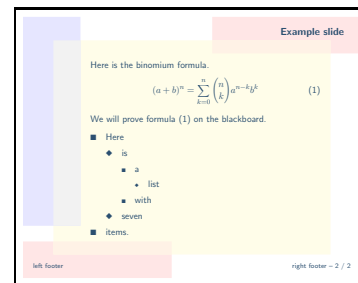 Example slide
Here is the binomium formula.
(a + b)^n = \sum_{k=0}^{n} \binom{n}{k} a^{n−k} b^k (1)
We will prove formula (1) on the blackboard.
■ Here
◆ is
■ a
• list
■ with
◆ seven
■ items.
left footer right footer – 2 / 2